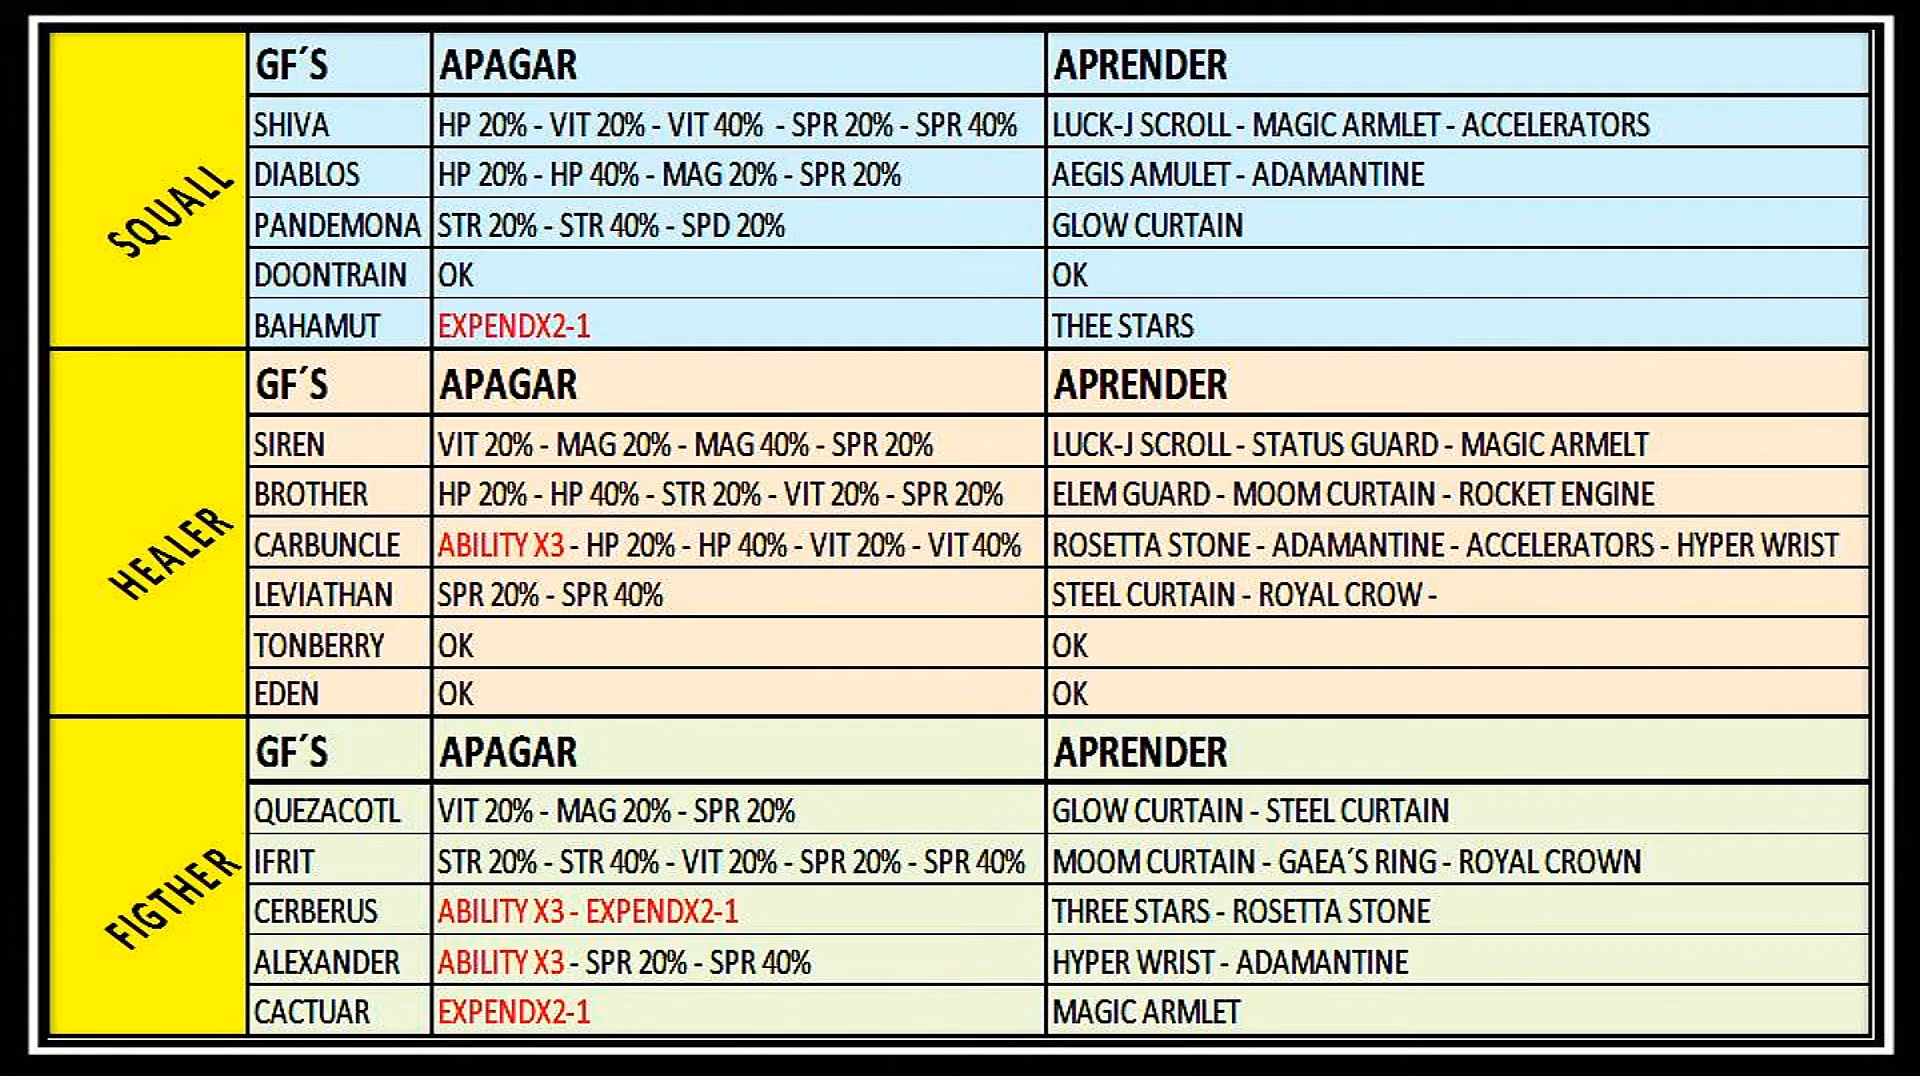 SQUALL
GF´S APAGAR APRENDER
SHIVA HP 20% - VIT 20% - VIT 40% - SPR 20% - SPR 40% LUCK-J SCROLL - MAGIC ARMLET - ACCELERATORS
DIABLOS HP 20% - HP 40% - MAG 20% - SPR 20% AEGIS AMULET - ADAMANTINE
PANDEMONA STR 20% - STR 40% - SPD 20% GLOW CURTAIN
DOONTRAIN OK OK
BAHAMUT EXPENDX2-1 THEE STARS
HEALER
GF´S APAGAR APRENDER
SIREN VIT 20% - MAG 20% - MAG 40% - SPR 20% LUCK-J SCROLL - STATUS GUARD - MAGIC ARMELT
BROTHER HP 20% - HP 40% - STR 20% - VIT 20% - SPR 20% ELEM GUARD - MOOM CURTAIN - ROCKET ENGINE
CARBUNCLE ABILITY X3 - HP 20% - HP 40% - VIT 20% - VIT 40% ROSETTA STONE - ADAMANTINE - ACCELERATORS - HYPER WRIST
LEVIATHAN SPR 20% - SPR 40% STEEL CURTAIN - ROYAL CROW -
TONBERRY OK OK
EDEN OK OK
FIGTHER
GF´S APAGAR APRENDER
QUEZACOTL VIT 20% - MAG 20% - SPR 20% GLOW CURTAIN - STEEL CURTAIN
IFRIT STR 20% - STR 40% - VIT 20% - SPR 20% - SPR 40% MOOM CURTAIN - GAEA´S RING - ROYAL CROWN
CERBERUS ABILITY X3 - EXPENDX2-1 THREE STARS - ROSETTA STONE
ALEXANDER ABILITY X3 - SPR 20% - SPR 40% HYPER WRIST - ADAMANTINE
CACTUAR EXPENDX2-1 MAGIC ARMLET